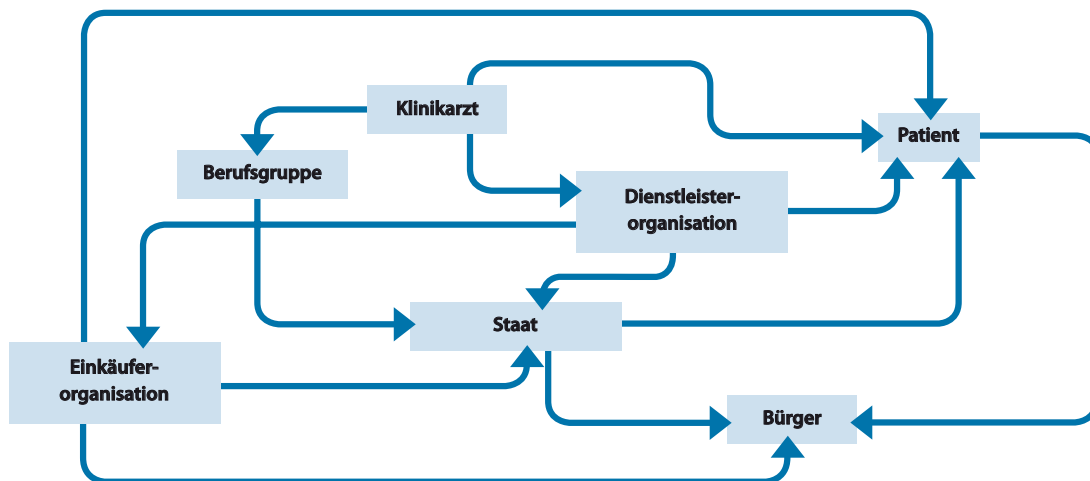 Klinikarzt
Patient
Berufsgruppe
Dienstleister-
organisation
Staat
Einkäufer-
organisation
Bürger